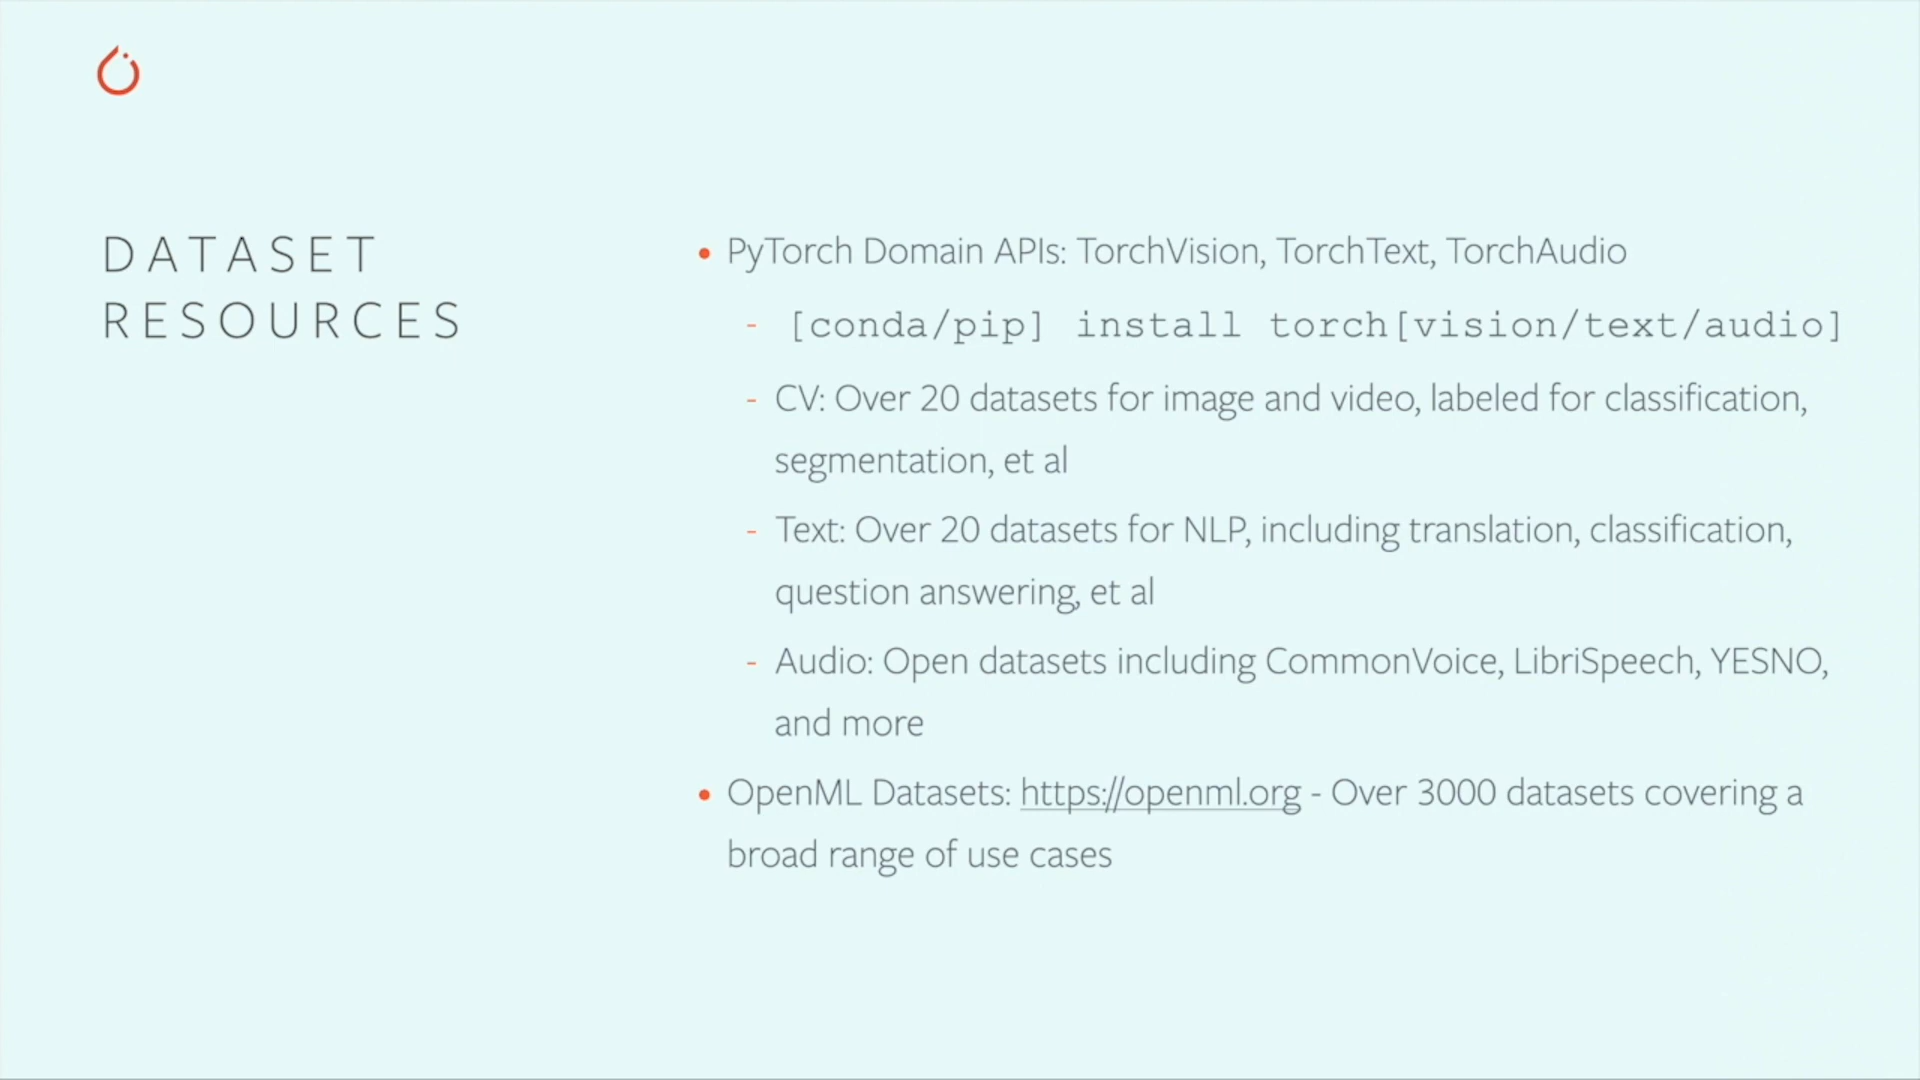 DATASET
RESOURCES
• PyTorch Domain APIs: TorchVision, TorchText, TorchAudio
- [conda/pip] install torch[vision/text/audio]
- CV: Over 20 datasets for image and video, labeled for classification,
segmentation, et al
- Text: Over 20 datasets for NLP, including translation, classification,
question answering, et al
- Audio: Open datasets including CommonVoice, LibriSpeech, YESNO,
and more
• OpenML Datasets: https://openml.org - Over 3000 datasets covering a
broad range of use cases